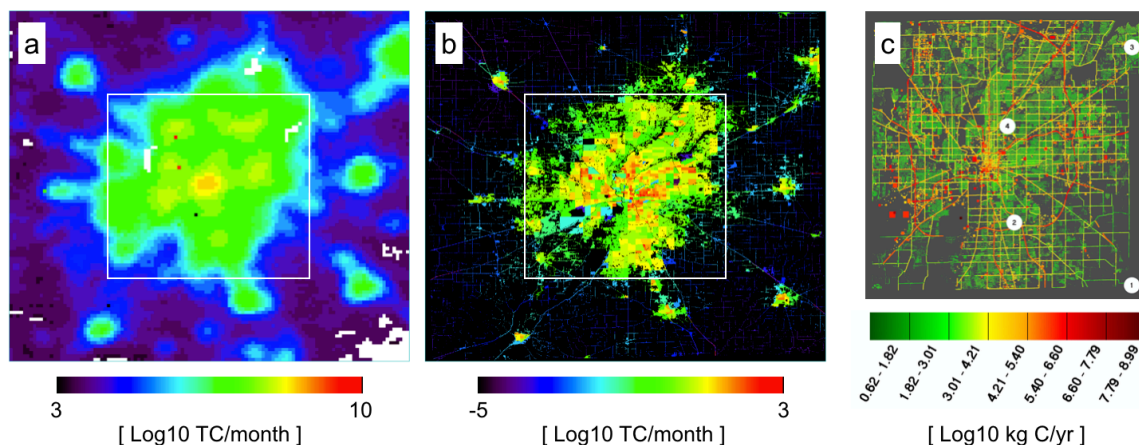 a
b
c
3
4
2
1
3
10
-5
3
0.62 - 1.82
1.82 - 3.01
3.01 - 4.21
4.21 - 5.40
5.40 - 6.60
6.60 - 7.79
7.79 - 8.99
[ Log10 TC/month ]
[ Log10 TC/month ]
[ Log10 kg C/yr ]